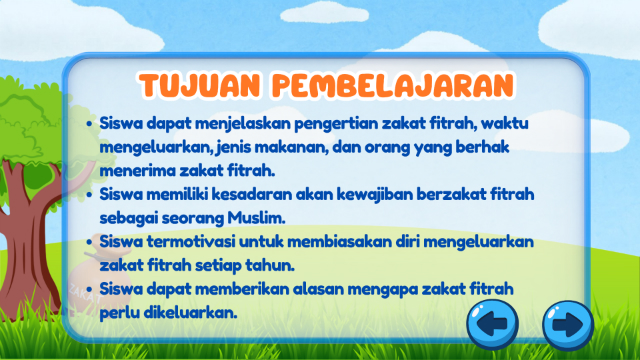 TUJUAN PEMBELAJARAN
• Siswa dapat menjelaskan pengertian zakat fitrah, waktu
mengeluarkan, jenis makanan, dan orang yang berhak
menerima zakat fitrah.
• Siswa memiliki kesadaran akan kewajiban berzakat fitrah
sebagai seorang Muslim.
• Siswa termotivasi untuk membiasakan diri mengeluarkan
zakat fitrah setiap tahun.
• Siswa dapat memberikan alasan mengapa zakat fitrah
perlu dikeluarkan.
ZAKAT